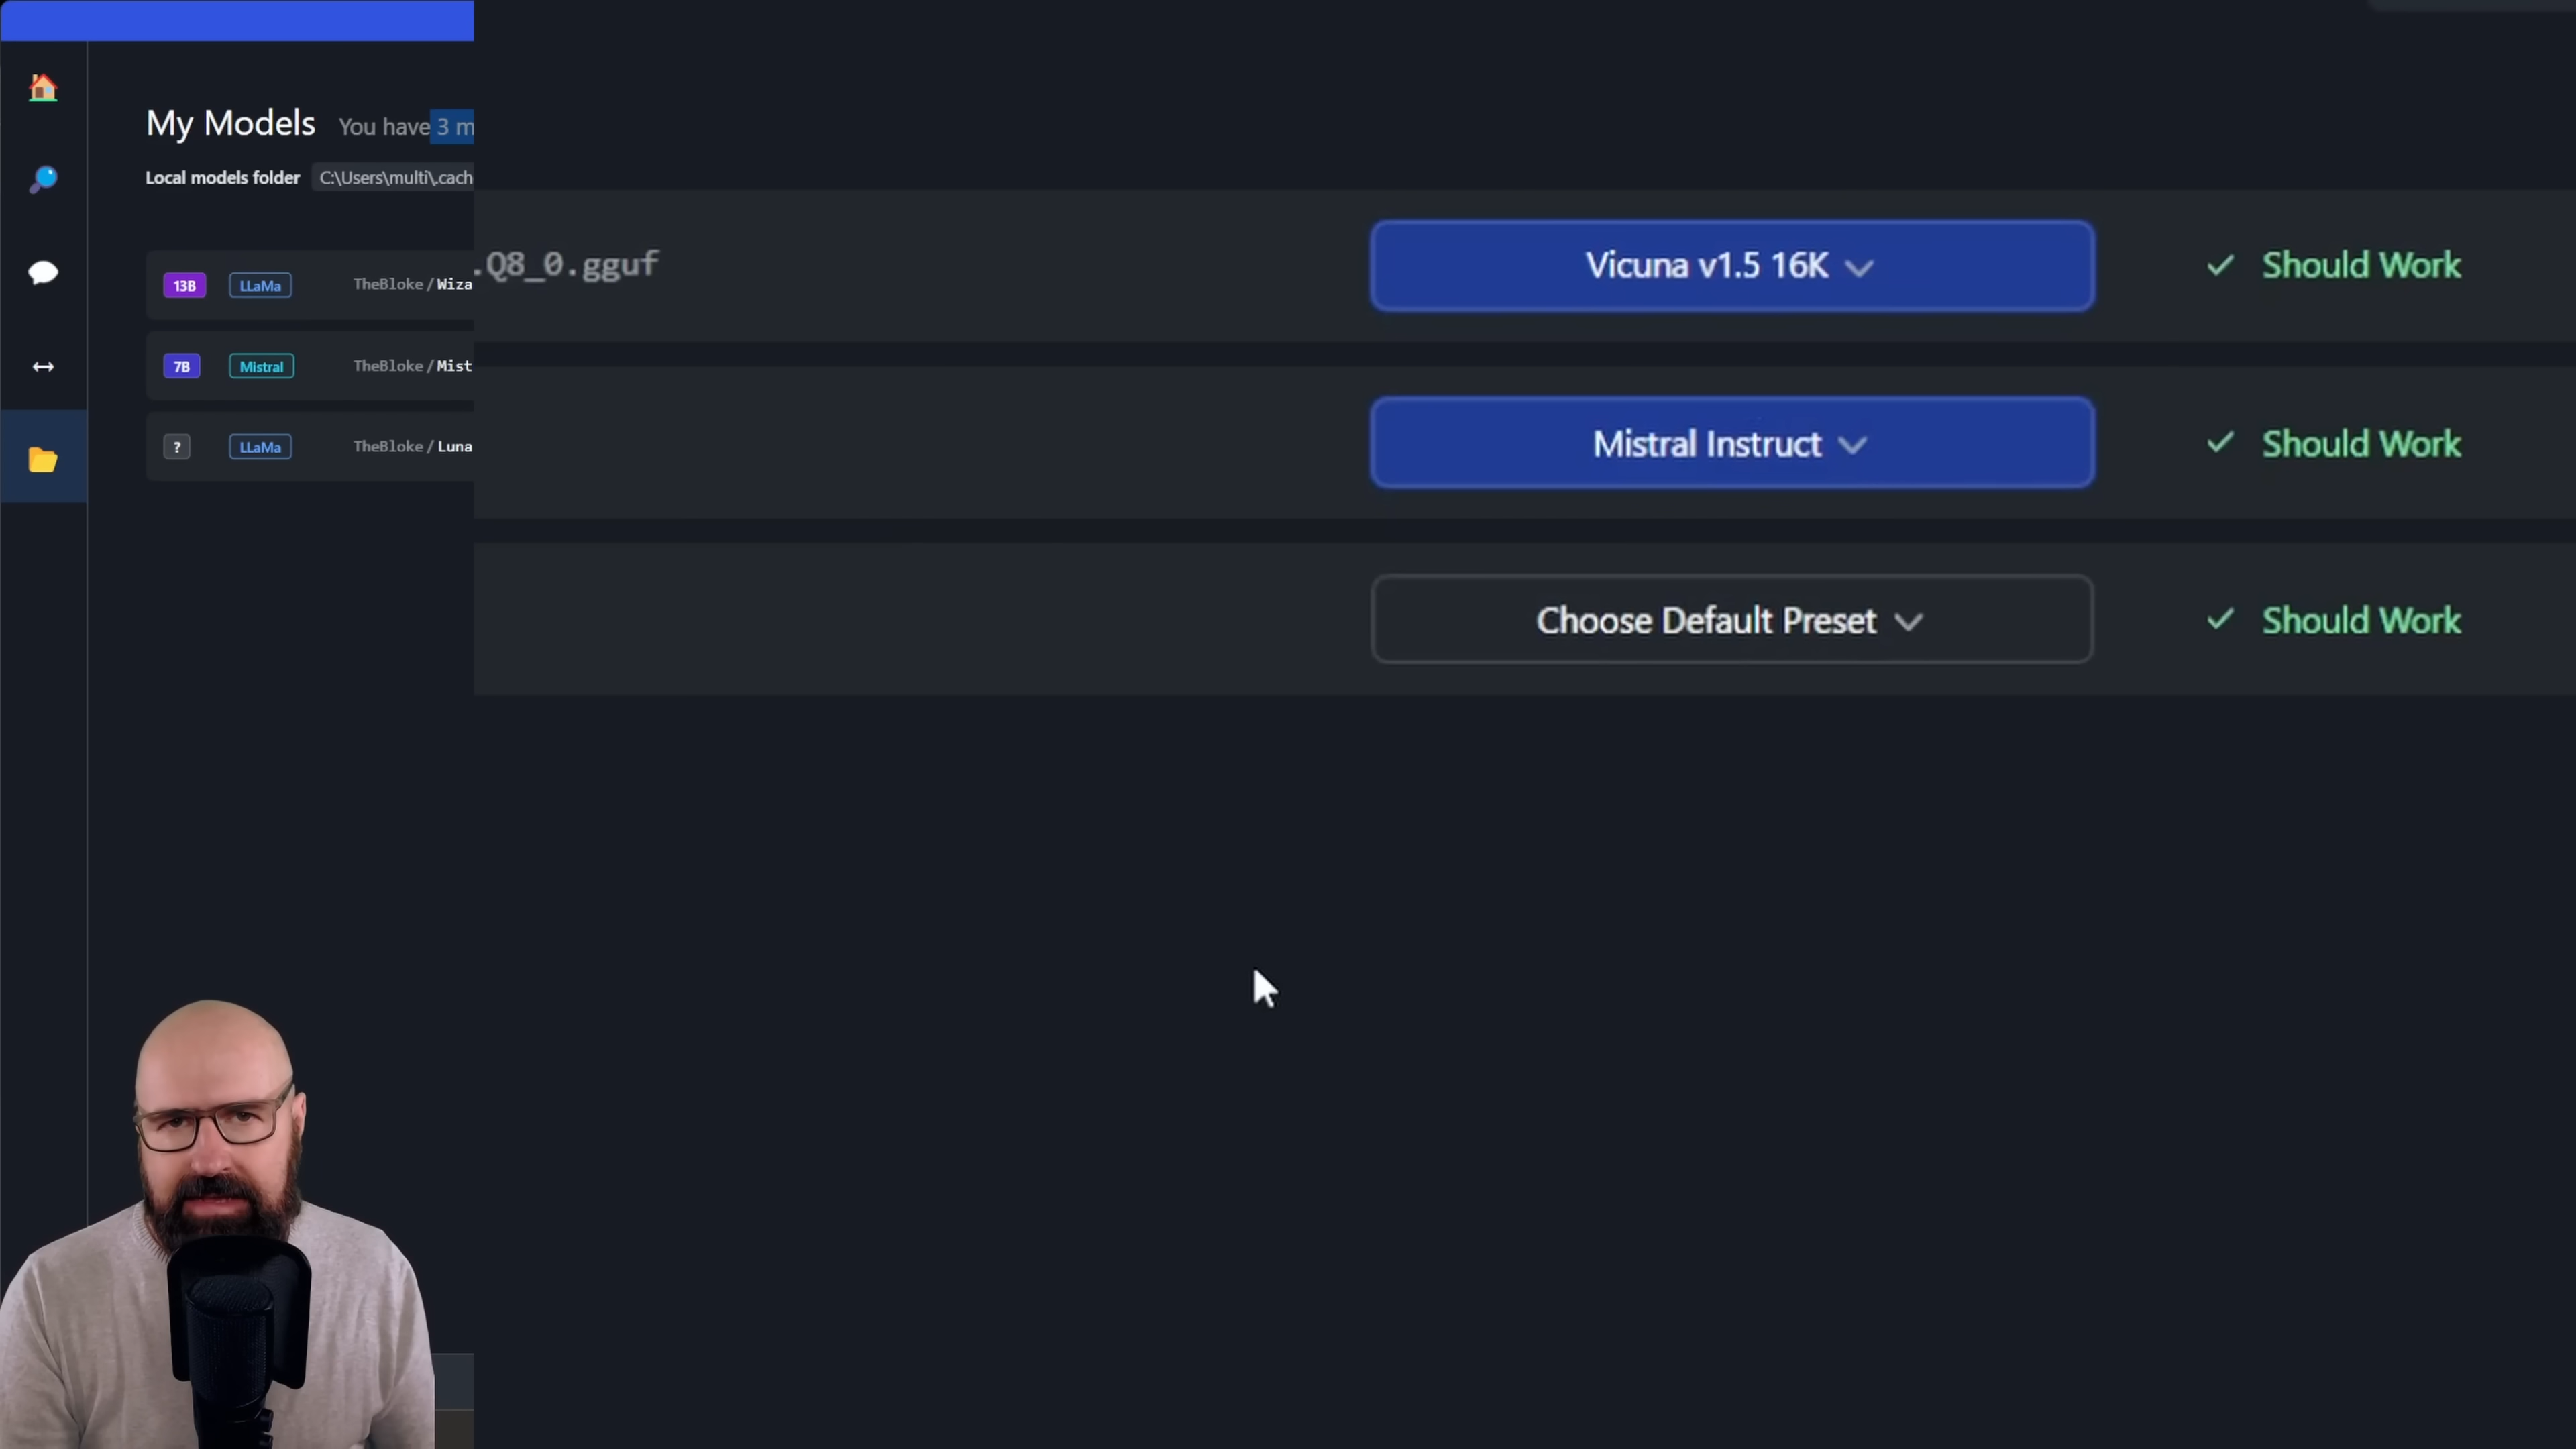 My Models You have 3 m
Local models folder C:\Users\multi\.cach
13B LLaMa TheBloke / Wiza
.Q8_0.gguf Vicuna v1.5 16K Should Work
7B Mistral TheBloke / Mist
Mistral Instruct Should Work
? LLaMa TheBloke / Luna
Choose Default Preset Should Work